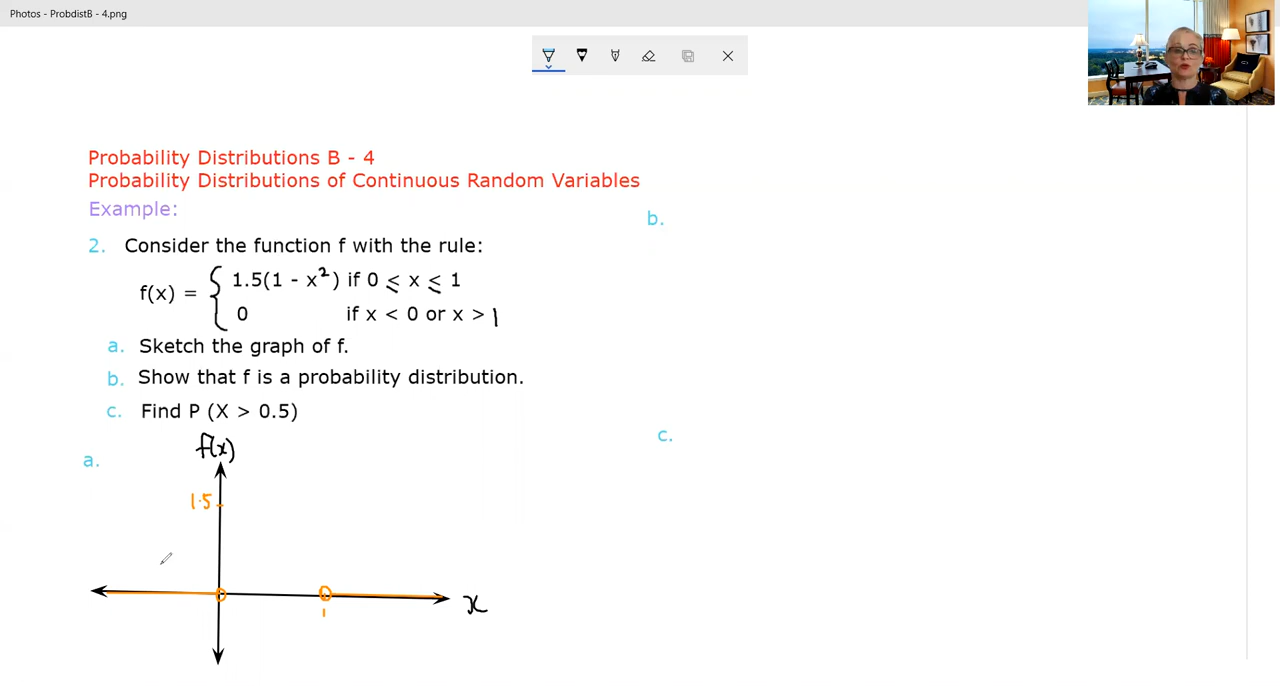 Photos - ProbdistB - 4.png
Probability Distributions B - 4
Probability Distributions of Continuous Random Variables
Example:
2. Consider the function f with the rule:
f(x) = { 1.5(1 - x²) if 0 ≤ x ≤ 1
0 if x < 0 or x > 1
a. Sketch the graph of f.
b. Show that f is a probability distribution.
c. Find P (X > 0.5)
a.
f(x)
1.5
1
x
b.
c.